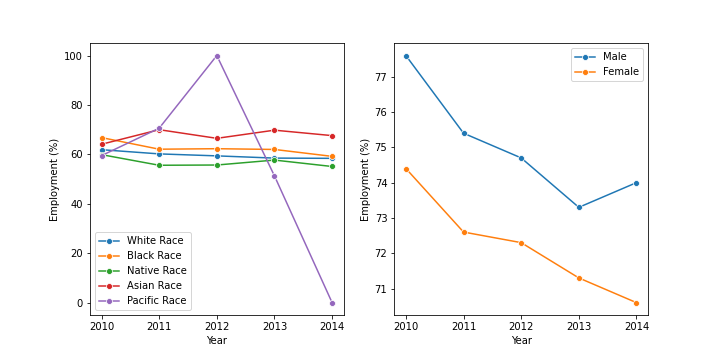 100
80
60
40
20
0
Employment (%)
2010 2011 2012 2013 2014
Year
White Race
Black Race
Native Race
Asian Race
Pacific Race
77
76
75
74
73
72
71
Employment (%)
2010 2011 2012 2013 2014
Year
Male
Female